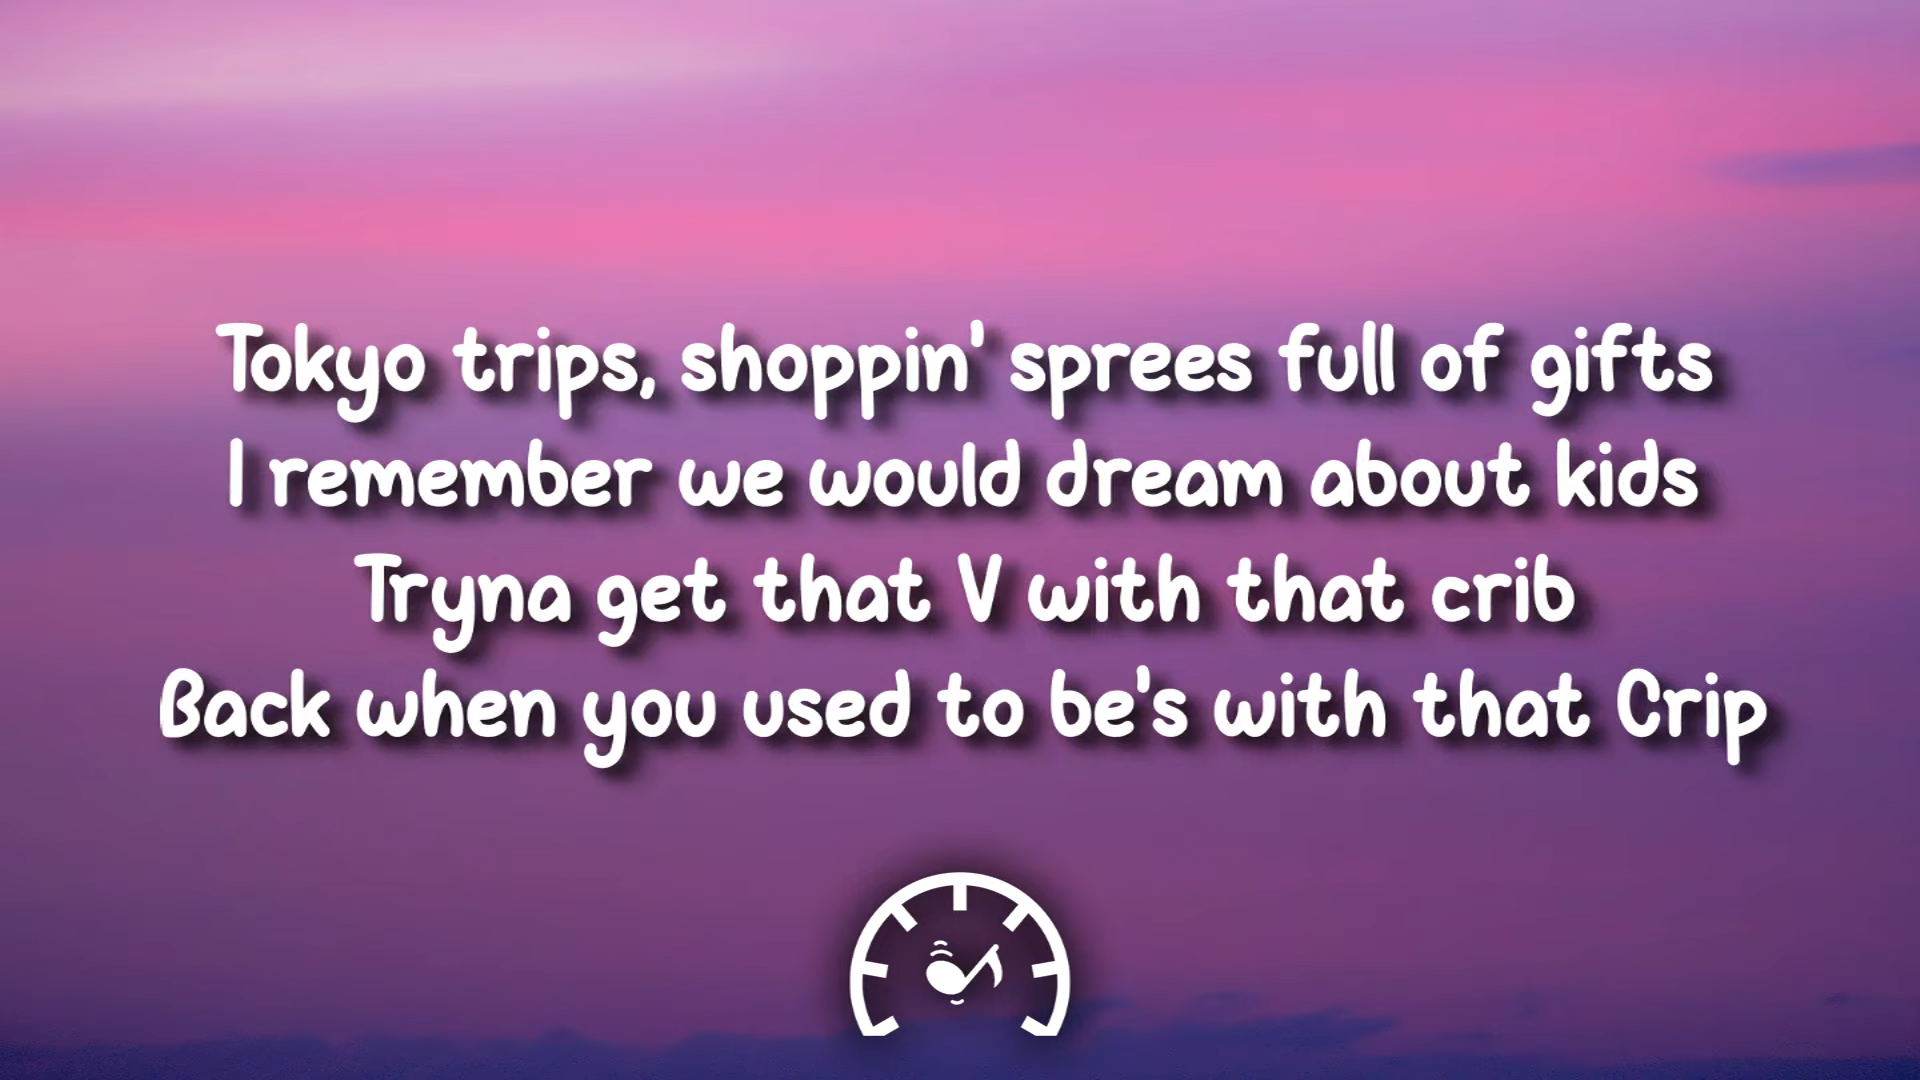 Tokyo trips, shoppin' sprees full of gifts
I remember we would dream about kids
Tryna get that V with that crib
Back when you used to be's with that Crip